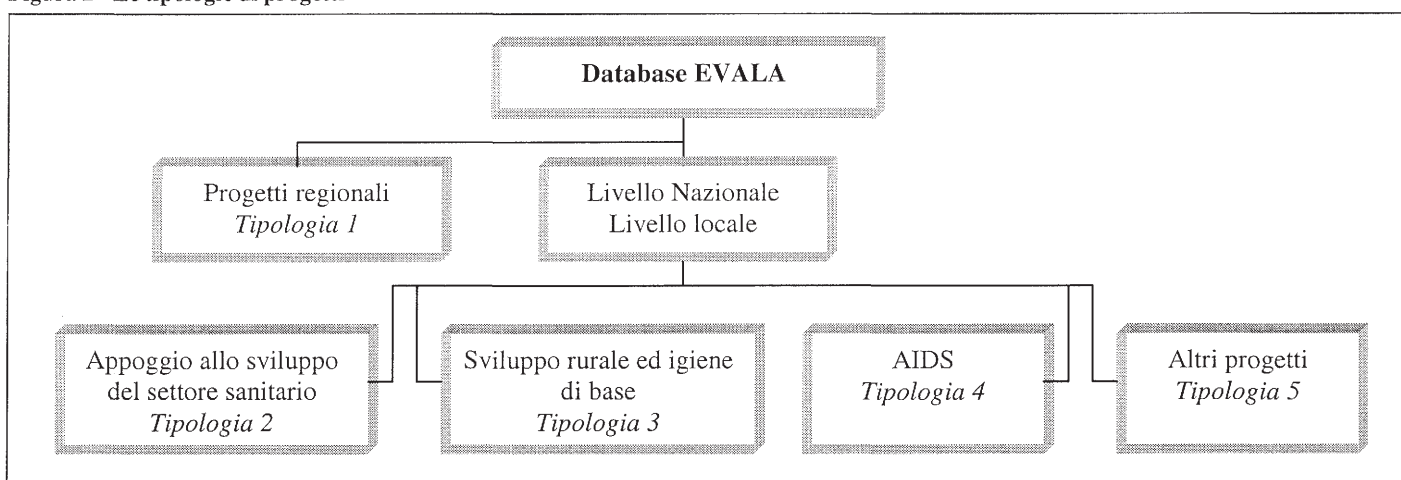 Database EVALA
Progetti regionali
Tipologia 1
Livello Nazionale
Livello locale
Appoggio allo sviluppo
del settore sanitario
Tipologia 2
Sviluppo rurale ed igiene
di base
Tipologia 3
AIDS
Tipologia 4
Altri progetti
Tipologia 5